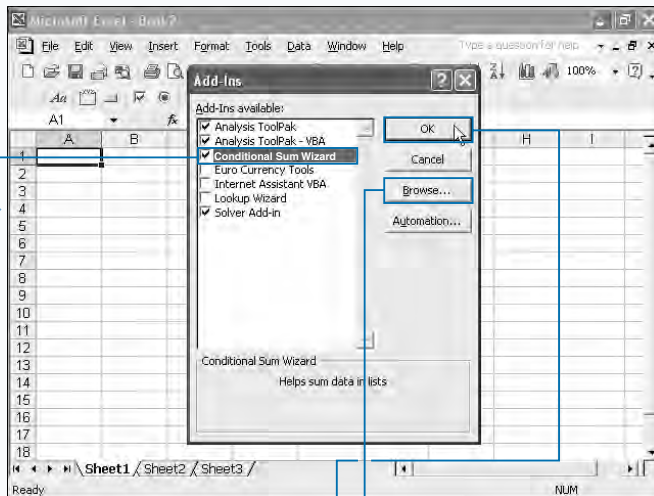 Microsoft Excel - Book2
File Edit View Insert Format Tools Data Window Help Type a question for help
100%
A1 fx
A B H I
1
2
3
4
5
6
7
8
9
10
11
12
13
14
15
16
17
18
Add-Ins
Add-Ins available:
Analysis ToolPak
Analysis ToolPak - VBA
Conditional Sum Wizard
Euro Currency Tools
Internet Assistant VBA
Lookup Wizard
Solver Add-in
OK
Cancel
Browse...
Automation...
Conditional Sum Wizard
Helps sum data in lists
Sheet1 Sheet2 Sheet3
Ready NUM